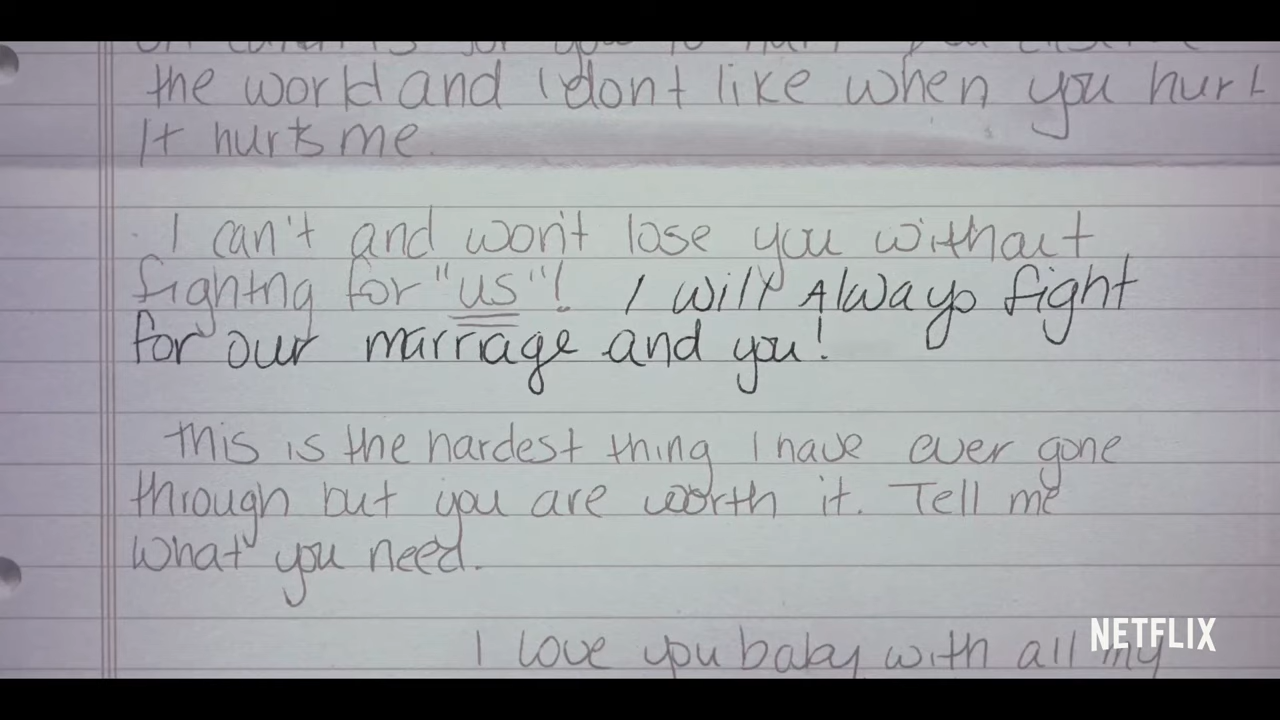 the world and I dont like when you hurt
It hurts me.
I can't and won't lose you without
fighting for "us"! I will Always fight
for our marriage and you!
This is the hardest thing I have ever gone
through but you are worth it. Tell me
what you need.
NETFLIX
I love you baby with all my